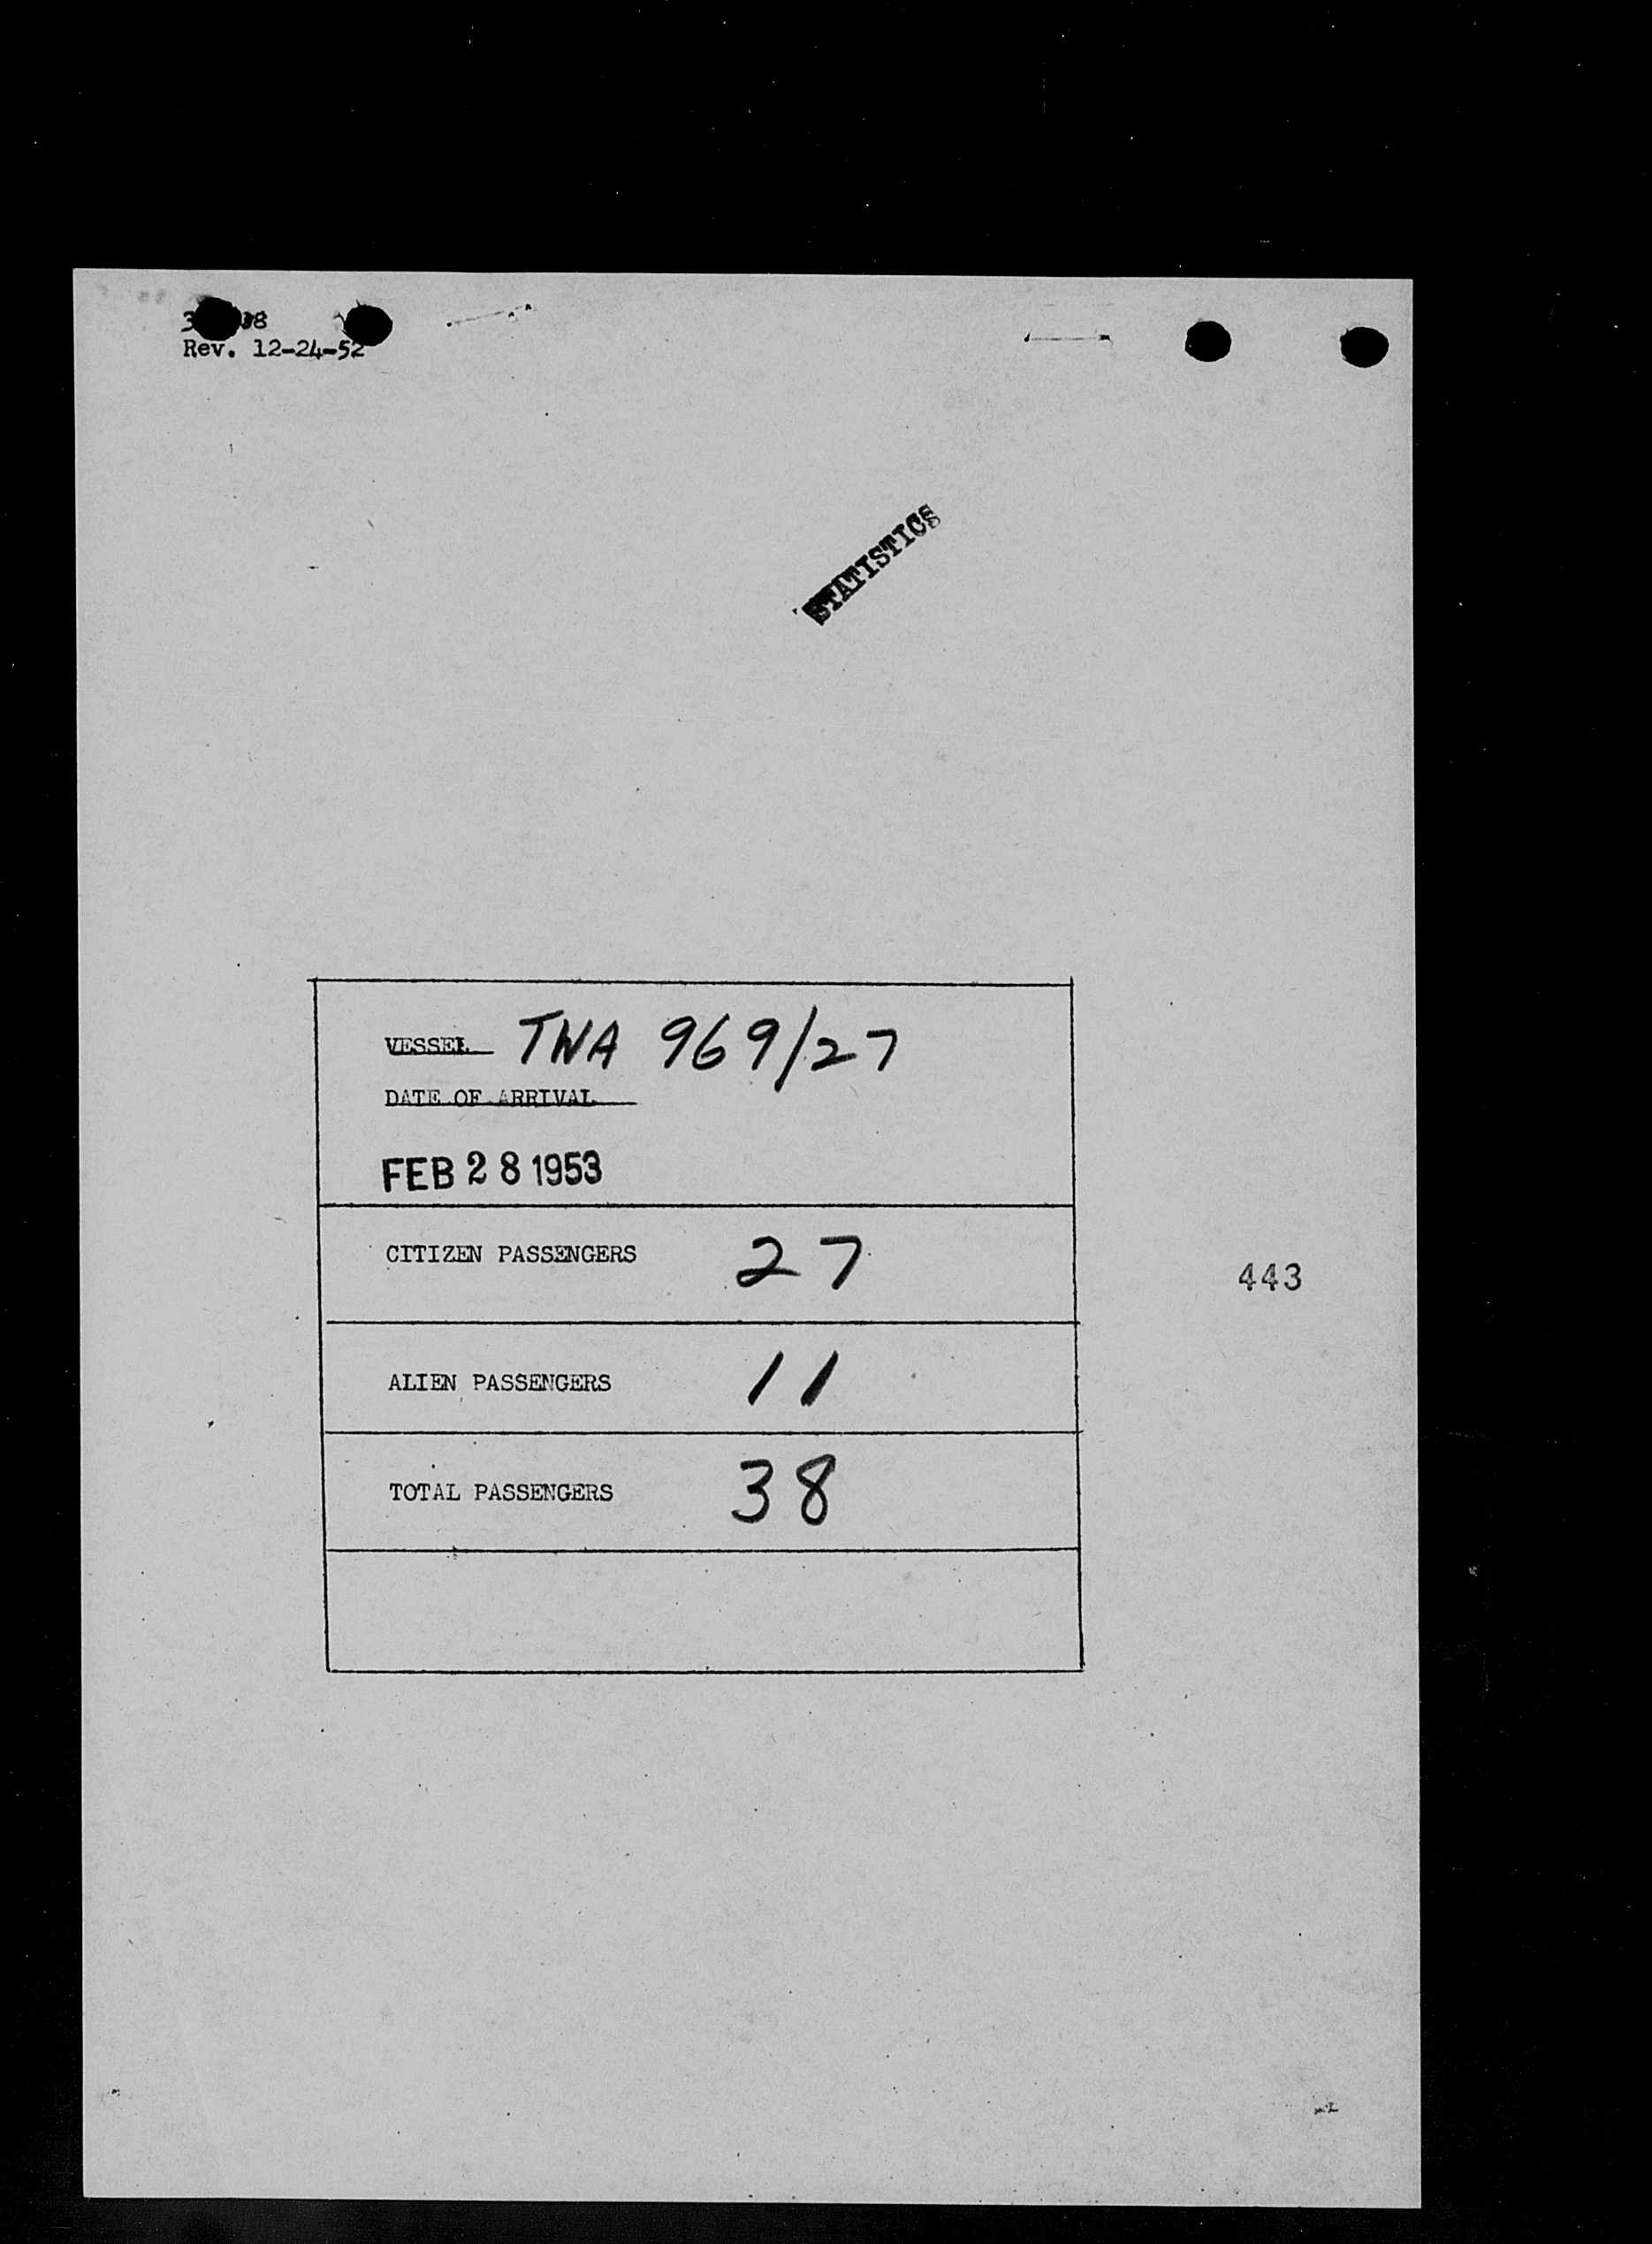 Rev. 12-24-52
STATISTICS
VESSEL TWA 969/27
DATE OF ARRIVAL
FEB 28 1953
CITIZEN PASSENGERS 27
443
ALIEN PASSENGERS 11
TOTAL PASSENGERS 38